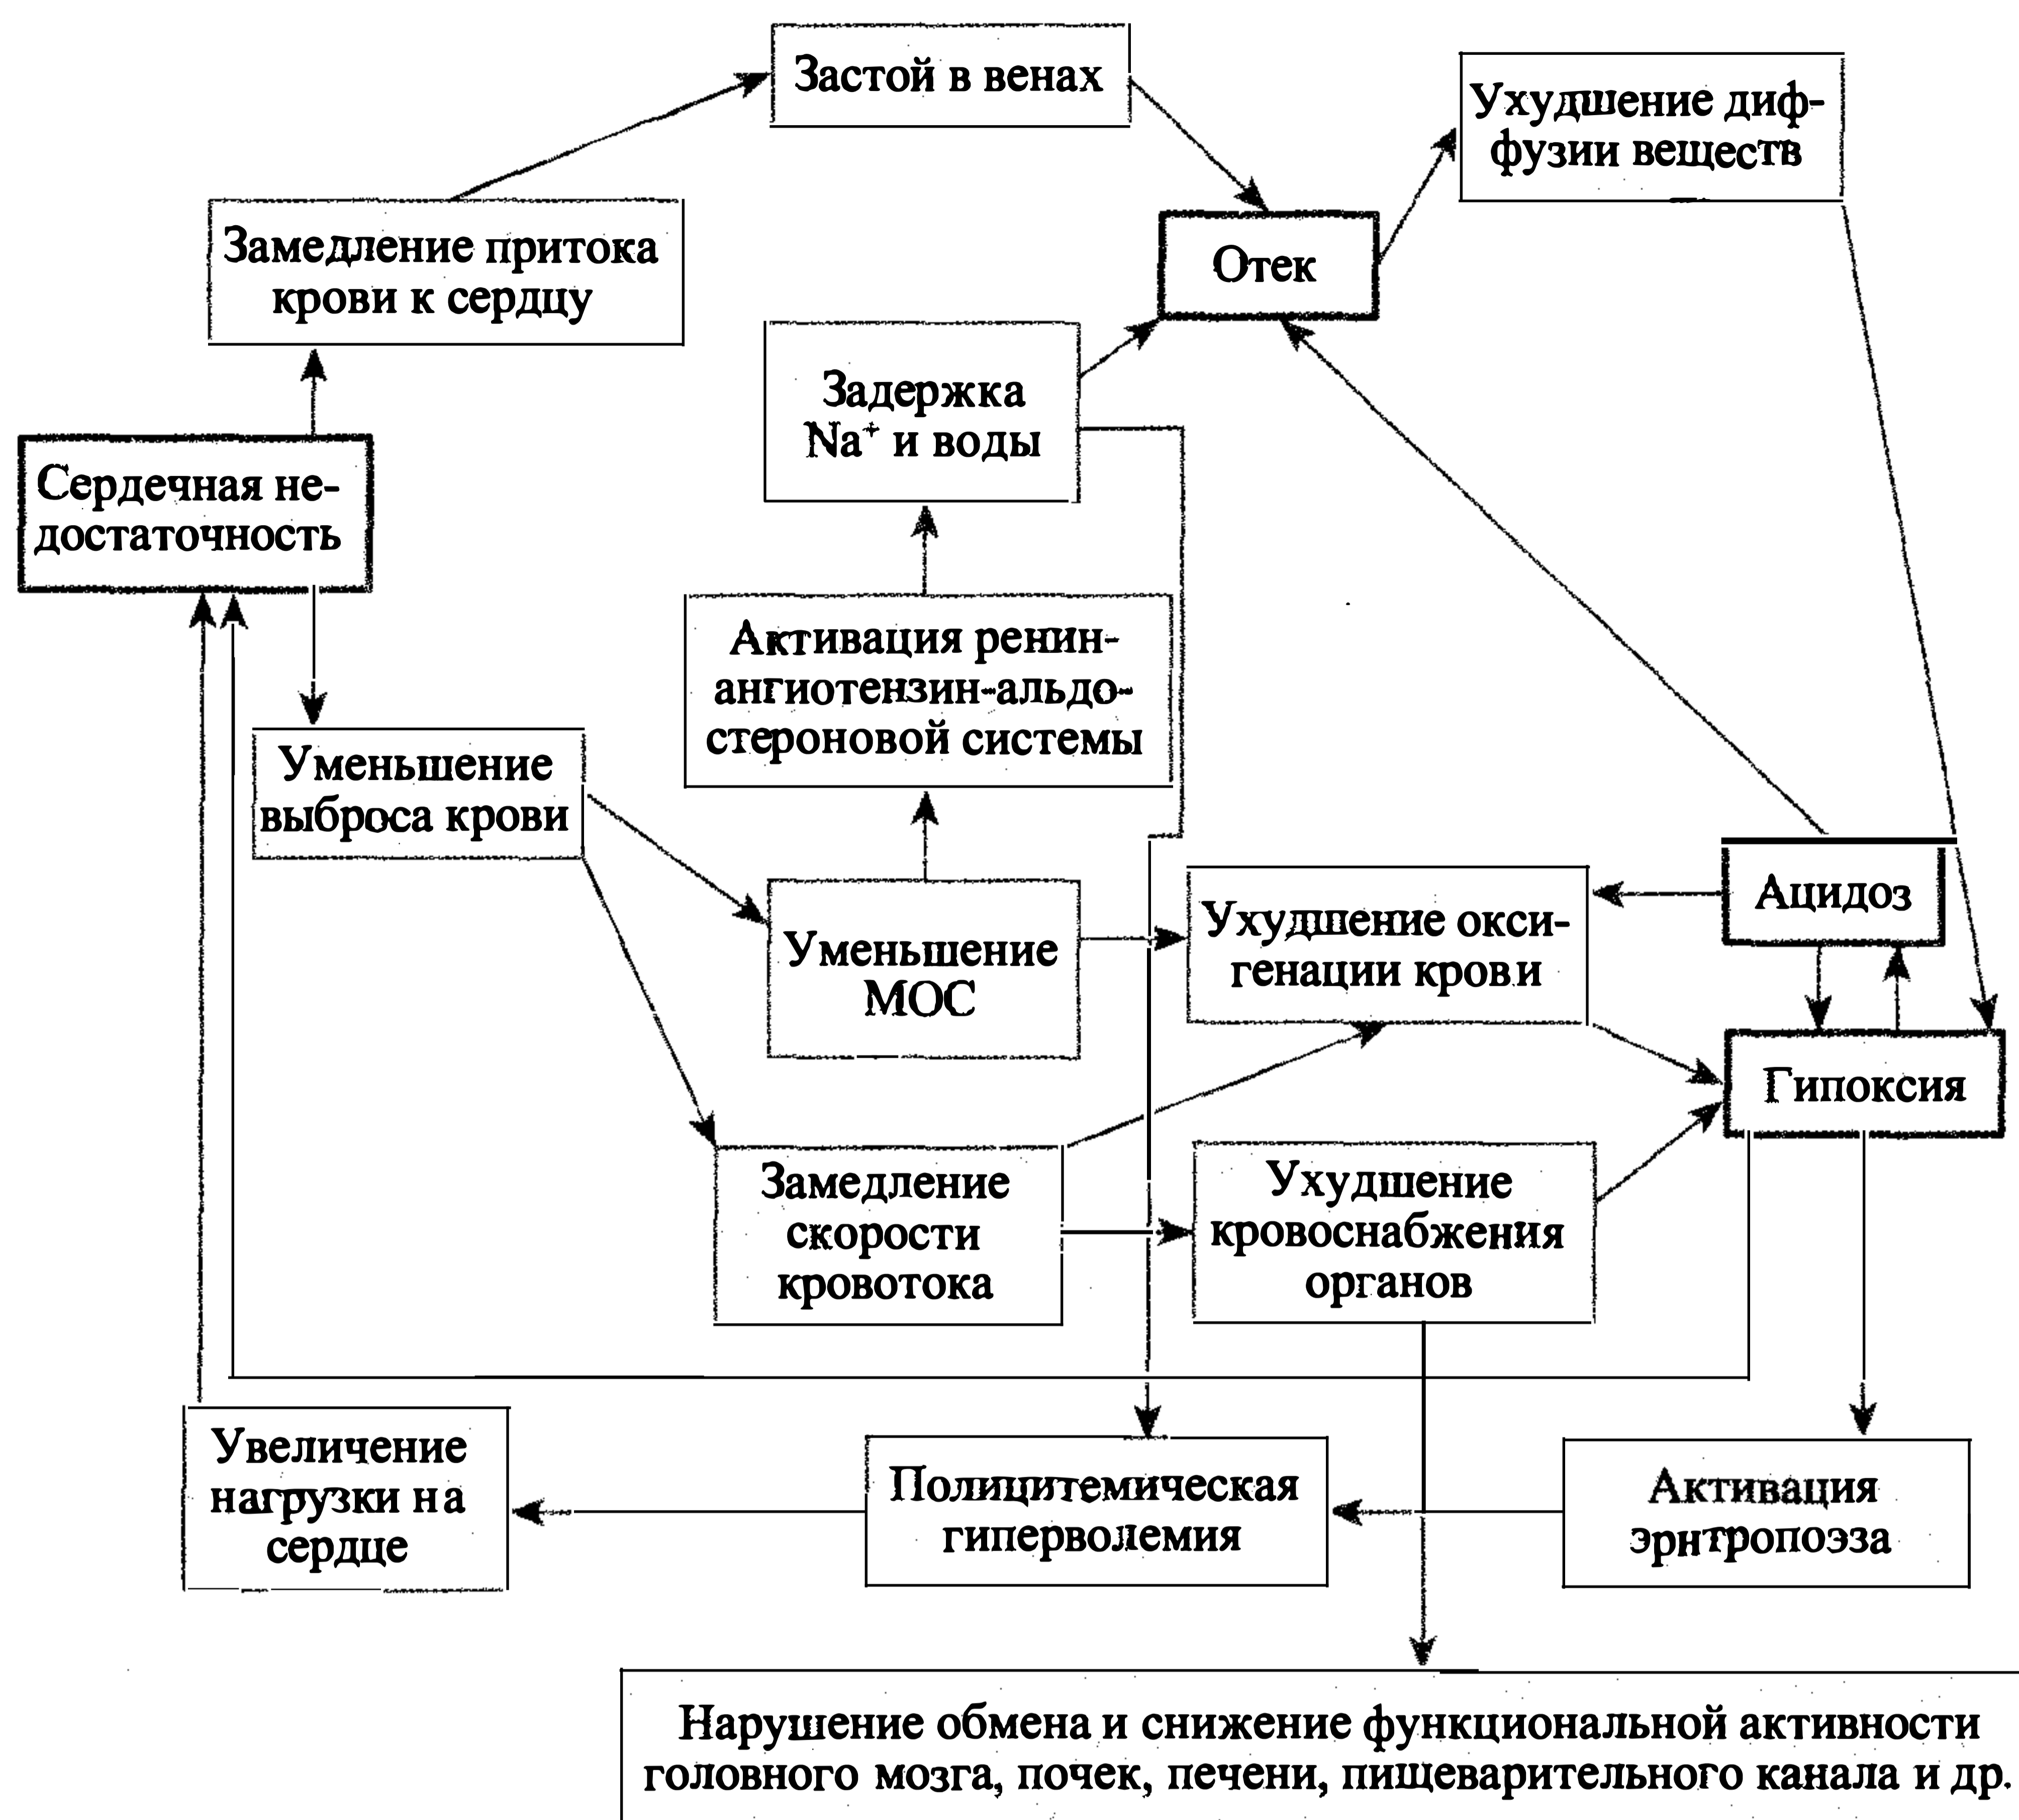 Застой в венах
Ухудшение диф-
фузии веществ
Замедление притока
крови к сердцу
Отек
Задержка
Na⁺ и воды
Сердечная не-
достаточность
Активация ренин-
ангиотензин-альдо-
стероновой системы
Уменьшение
выброса крови
Ацидоз
Уменьшение
МОС
Ухудшение окси-
генации крови
Гипоксия
Замедление
скорости
кровотока
Ухудшение
кровоснабжения
органов
Увеличение
нагрузки на
сердце
Полицитемическая
гиперволемия
Активация
эритропоэза
Нарушение обмена и снижение функциональной активности
головного мозга, почек, печени, пищеварительного канала и др.